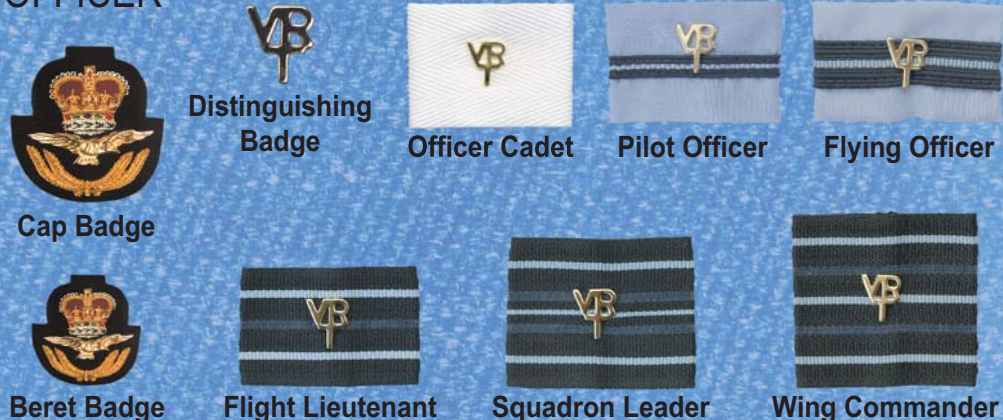 OFFICER
Distinguishing
Badge
Officer Cadet
Pilot Officer
Flying Officer
Cap Badge
Beret Badge
Flight Lieutenant
Squadron Leader
Wing Commander